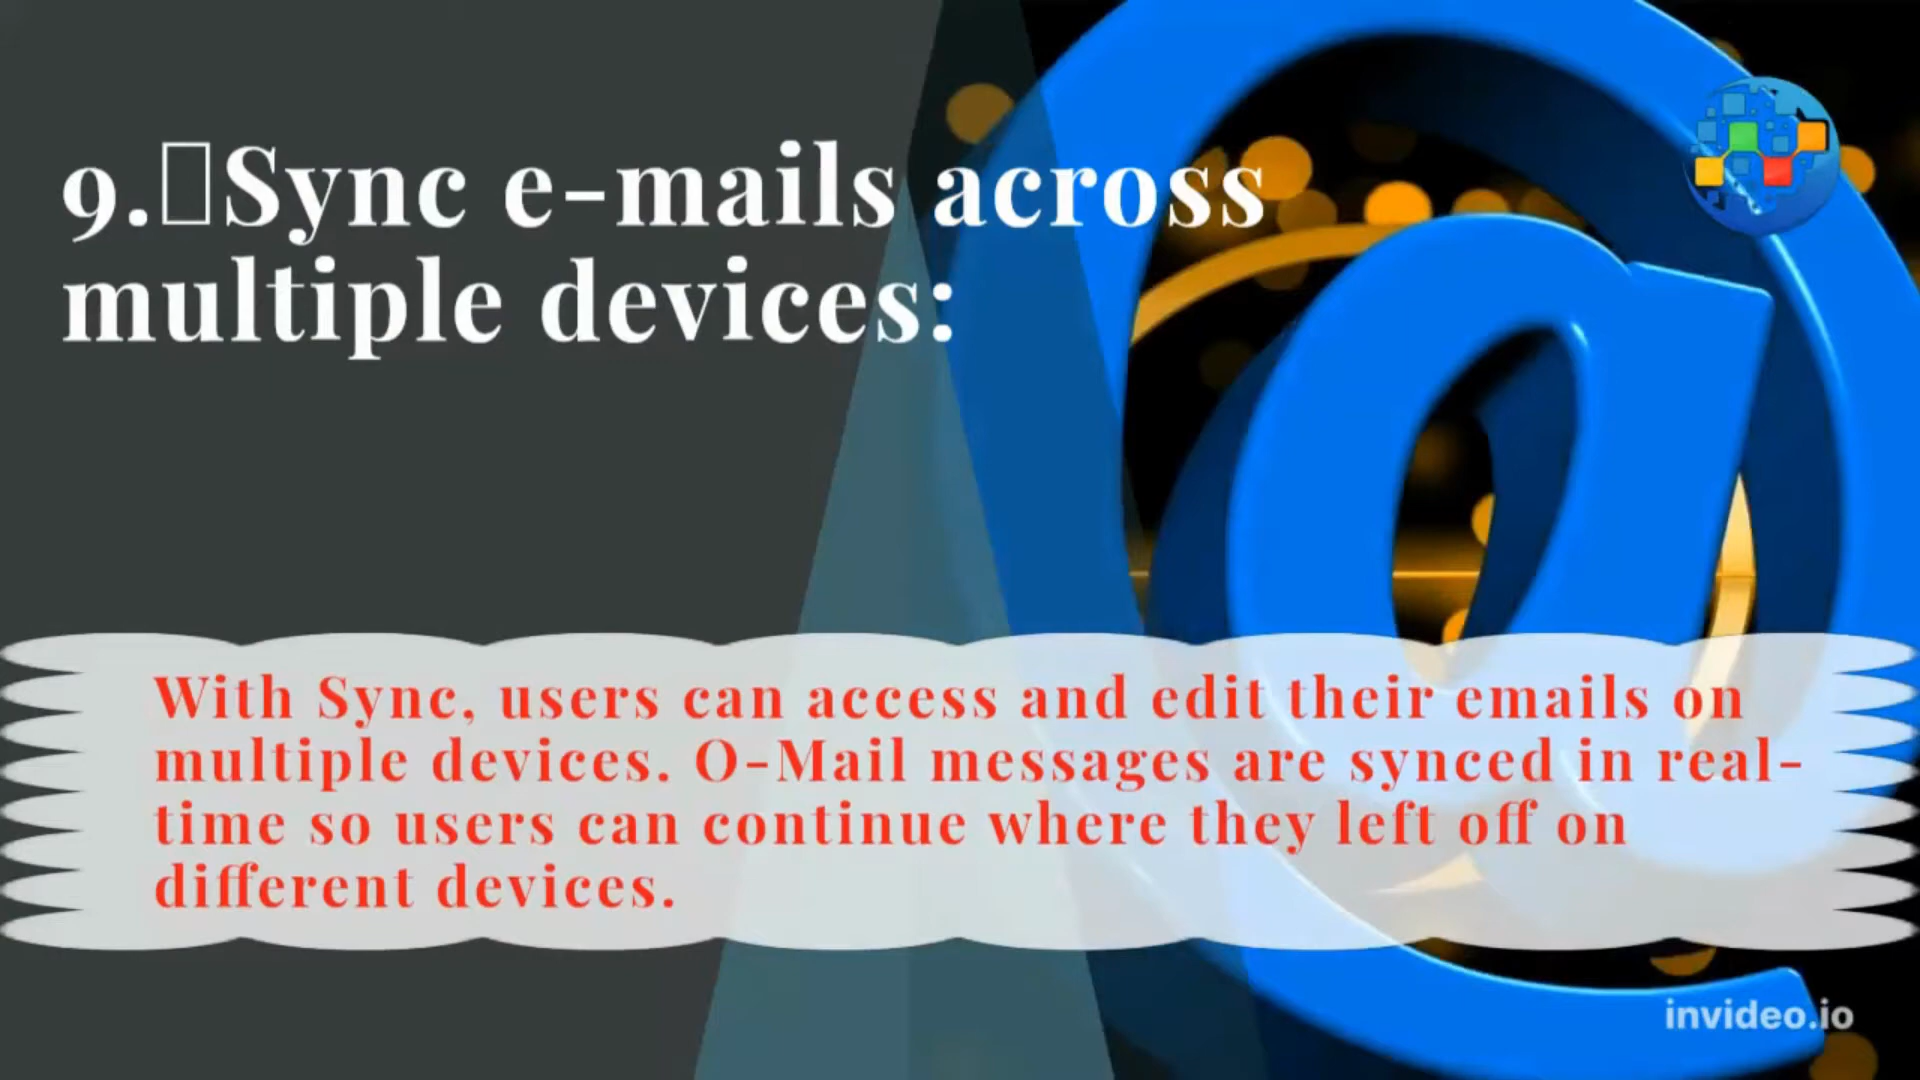 9.□Sync e-mails across
multiple devices:
With Sync, users can access and edit their emails on
multiple devices. O-Mail messages are synced in real-
time so users can continue where they left off on
different devices.
invideo.io